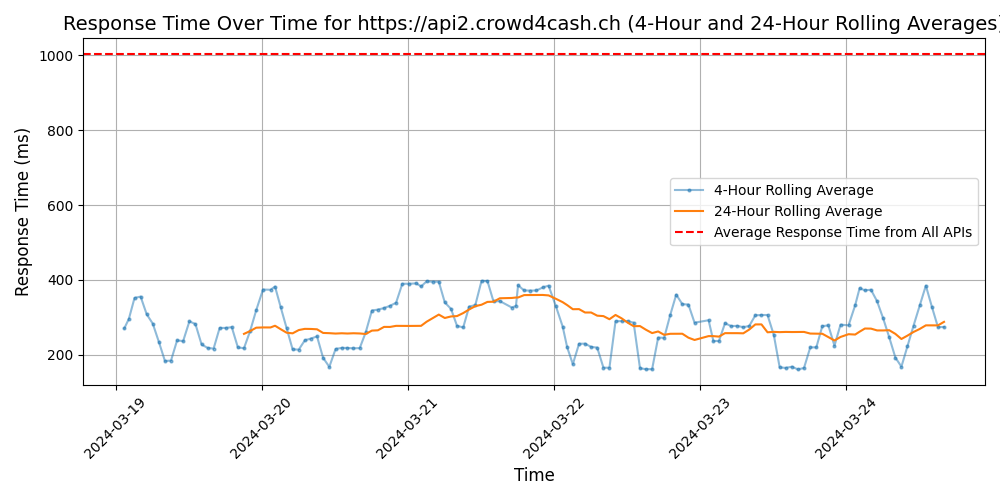 Response Time Over Time for https://api2.crowd4cash.ch (4-Hour and 24-Hour Rolling Averages)
Response Time (ms)
1000
800
600
400
200
4-Hour Rolling Average
24-Hour Rolling Average
Average Response Time from All APIs
2024-03-19
2024-03-20
2024-03-21
2024-03-22
2024-03-23
2024-03-24
Time